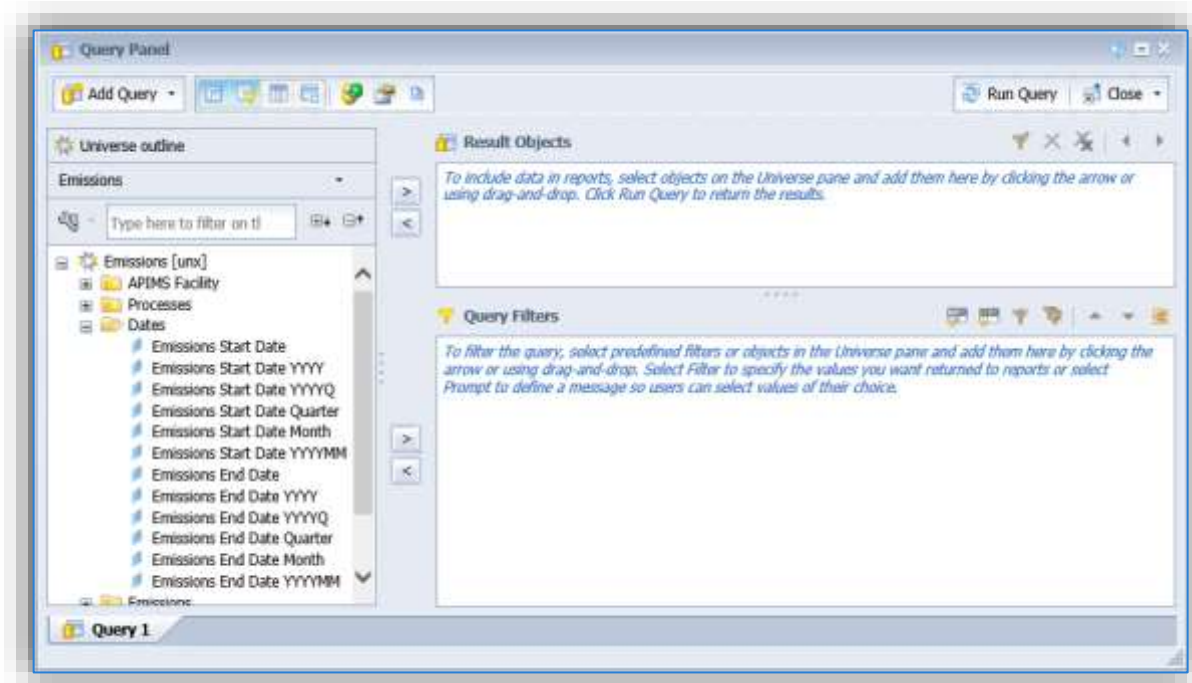 Query Panel
Add Query
Run Query
Close
Universe outline
Emissions
Type here to filter on tl
Emissions [unx]
APIMS Facility
Processes
Dates
Emissions Start Date
Emissions Start Date YYYY
Emissions Start Date YYYYQ
Emissions Start Date Quarter
Emissions Start Date Month
Emissions Start Date YYYYMM
Emissions End Date
Emissions End Date YYYY
Emissions End Date YYYYQ
Emissions End Date Quarter
Emissions End Date Month
Emissions End Date YYYYMM
Emissions
>
<
>
<
Result Objects
To include data in reports, select objects on the Universe pane and add them here by clicking the arrow or
using drag-and-drop. Click Run Query to return the results.
Query Filters
To filter the query, select predefined filters or objects in the Universe pane and add them here by clicking the
arrow or using drag-and-drop. Select Filter to specify the values you want returned to reports or select
Prompt to define a message so users can select values of their choice.
Query 1